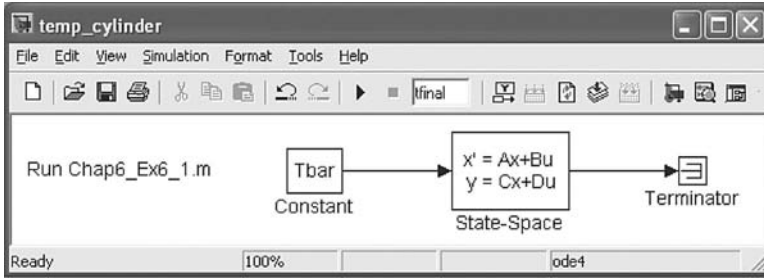 temp_cylinder
File Edit View Simulation Format Tools Help
tfinal
Run Chap6_Ex6_1.m
Tbar
Constant
x' = Ax+Bu
y = Cx+Du
State-Space
Terminator
Ready 100% ode4